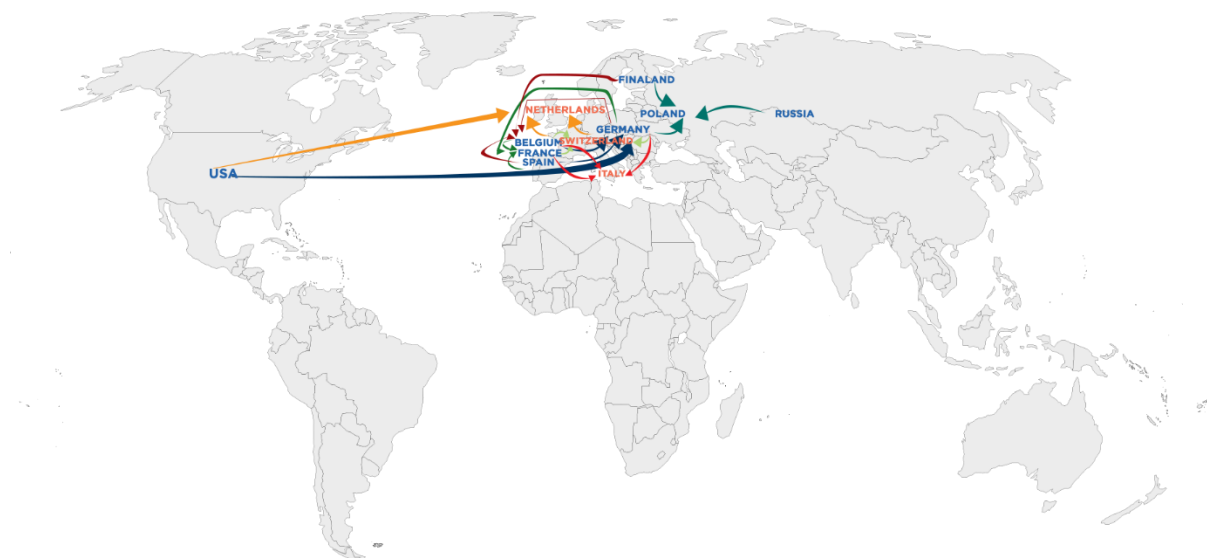 FINALAND
NETHERLANDS
POLAND
RUSSIA
GERMANY
BELGIUM
SWITZERLAND
FRANCE
SPAIN
ITALY
USA